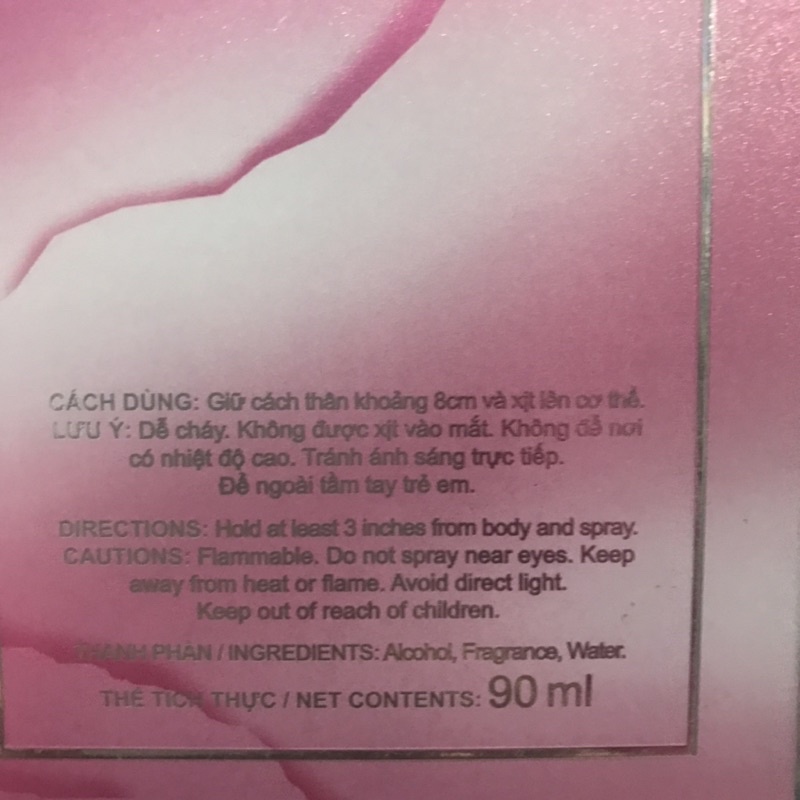 CÁCH DÙNG: Giữ cách thân khoảng 8cm và xịt lên cơ thể.
LƯU Ý: Dễ cháy. Không được xịt vào mắt. Không để nơi
có nhiệt độ cao. Tránh ánh sáng trực tiếp.
Để ngoài tầm tay trẻ em.
DIRECTIONS: Hold at least 3 inches from body and spray.
CAUTIONS: Flammable. Do not spray near eyes. Keep
away from heat or flame. Avoid direct light.
Keep out of reach of children.
THÀNH PHẦN / INGREDIENTS: Alcohol, Fragrance, Water.
THỂ TÍCH THỰC / NET CONTENTS: 90 ml